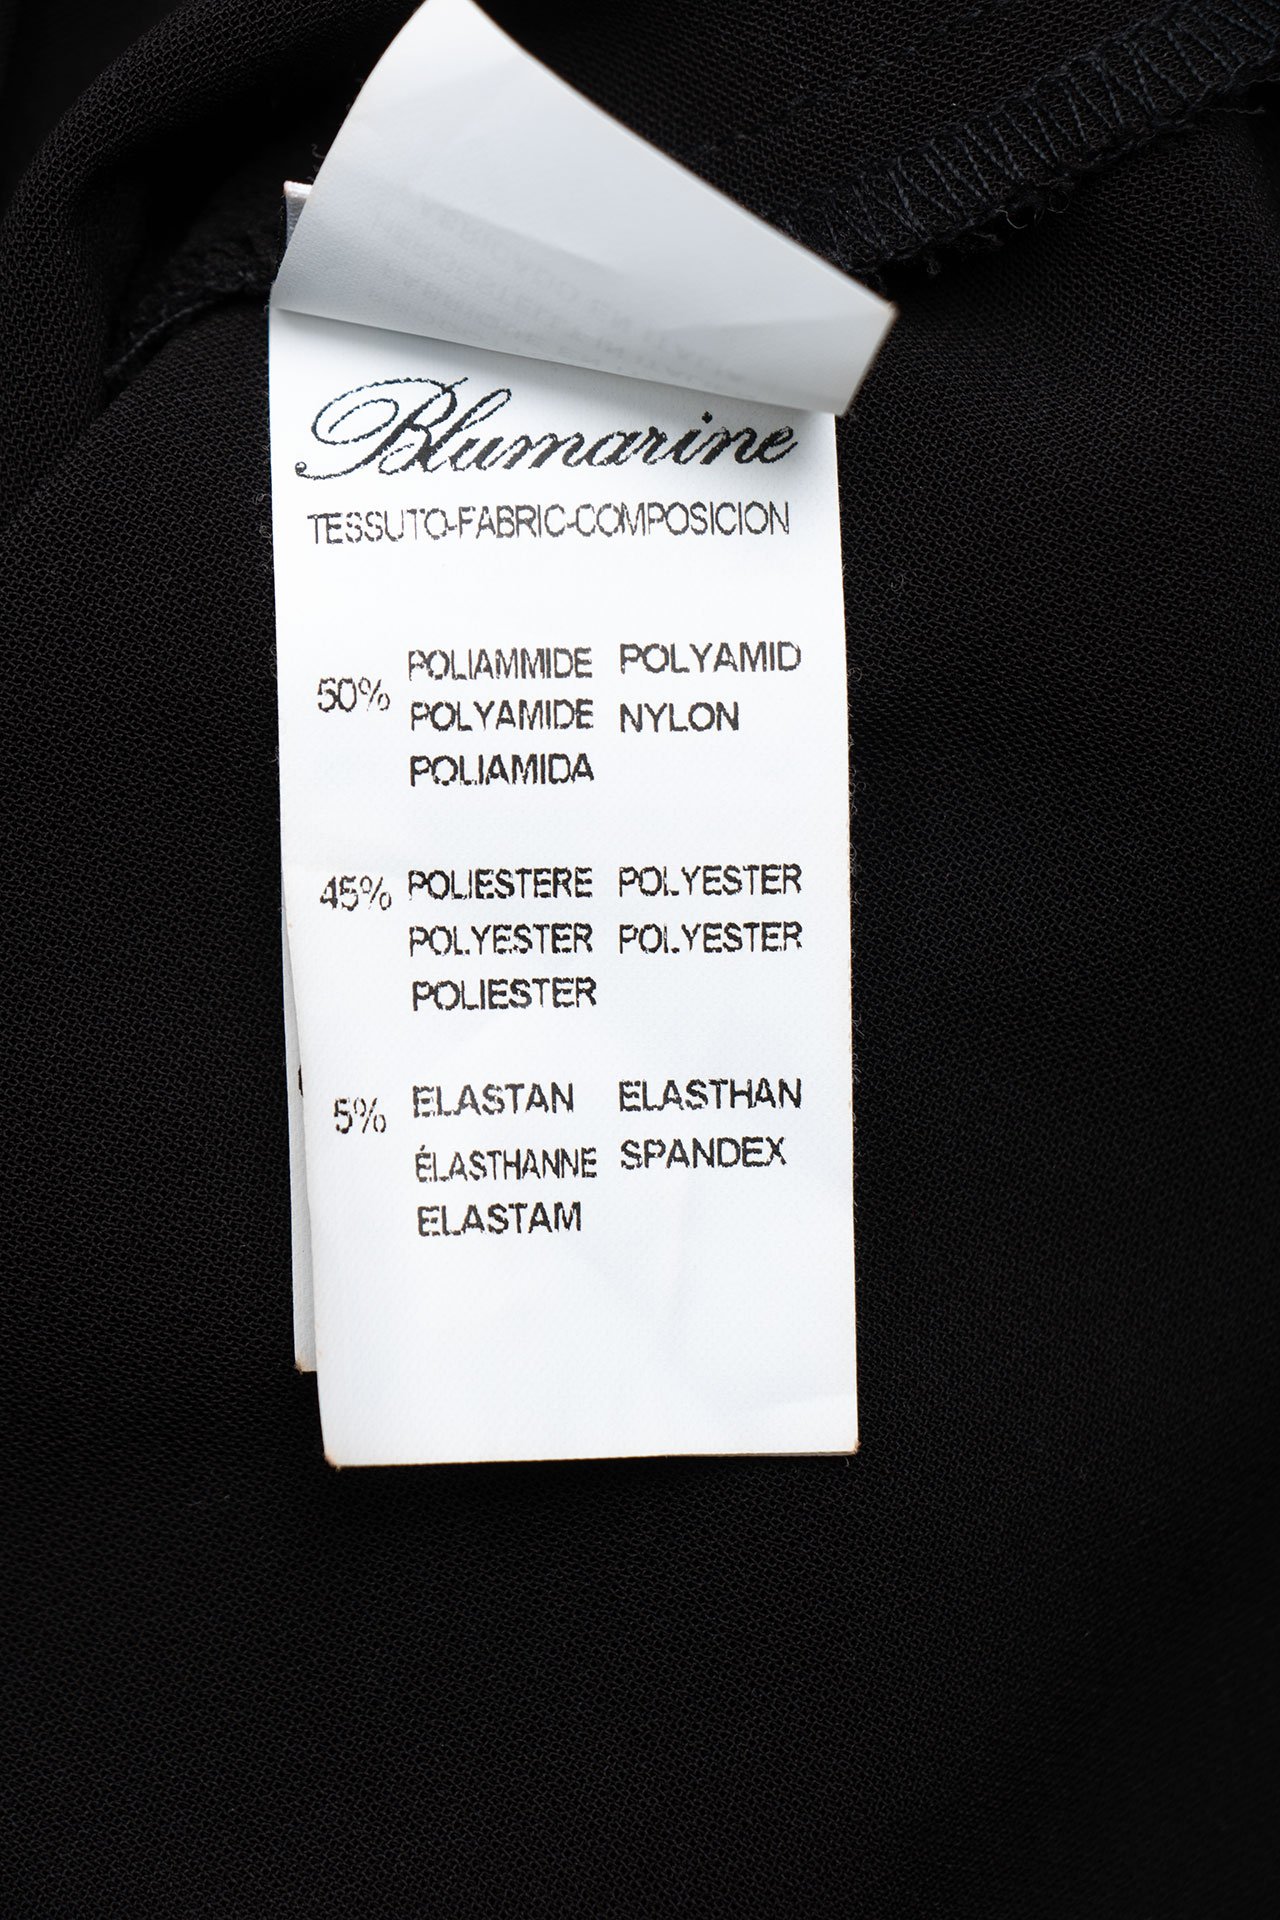 Blumarine
TESSUTO-FABRIC-COMPOSICION
50% POLIAMMIDE POLYAMID
POLYAMIDE NYLON
POLIAMIDA
45% POLIESTERE POLYESTER
POLYESTER POLYESTER
POLIESTER
5% ELASTAN ELASTHAN
ÉLASTHANNE SPANDEX
ELASTAM